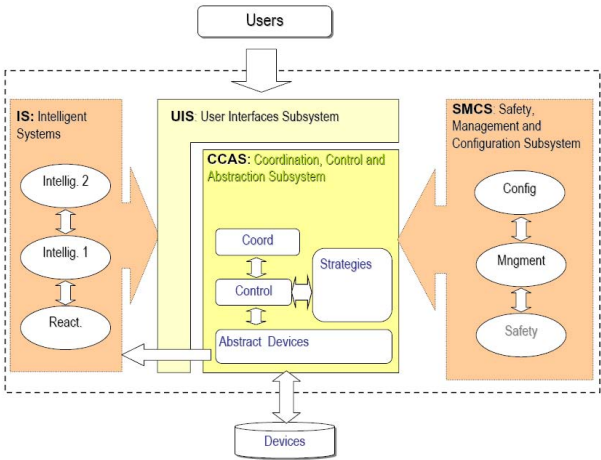 Users
IS: Intelligent
Systems
Intellig. 2
Intellig. 1
React.
UIS: User Interfaces Subsystem
CCAS: Coordination, Control and
Abstraction Subsystem
Coord
Control
Strategies
Abstract Devices
SMCS: Safety,
Management and
Configuration Subsystem
Config
Mngment
Safety
Devices